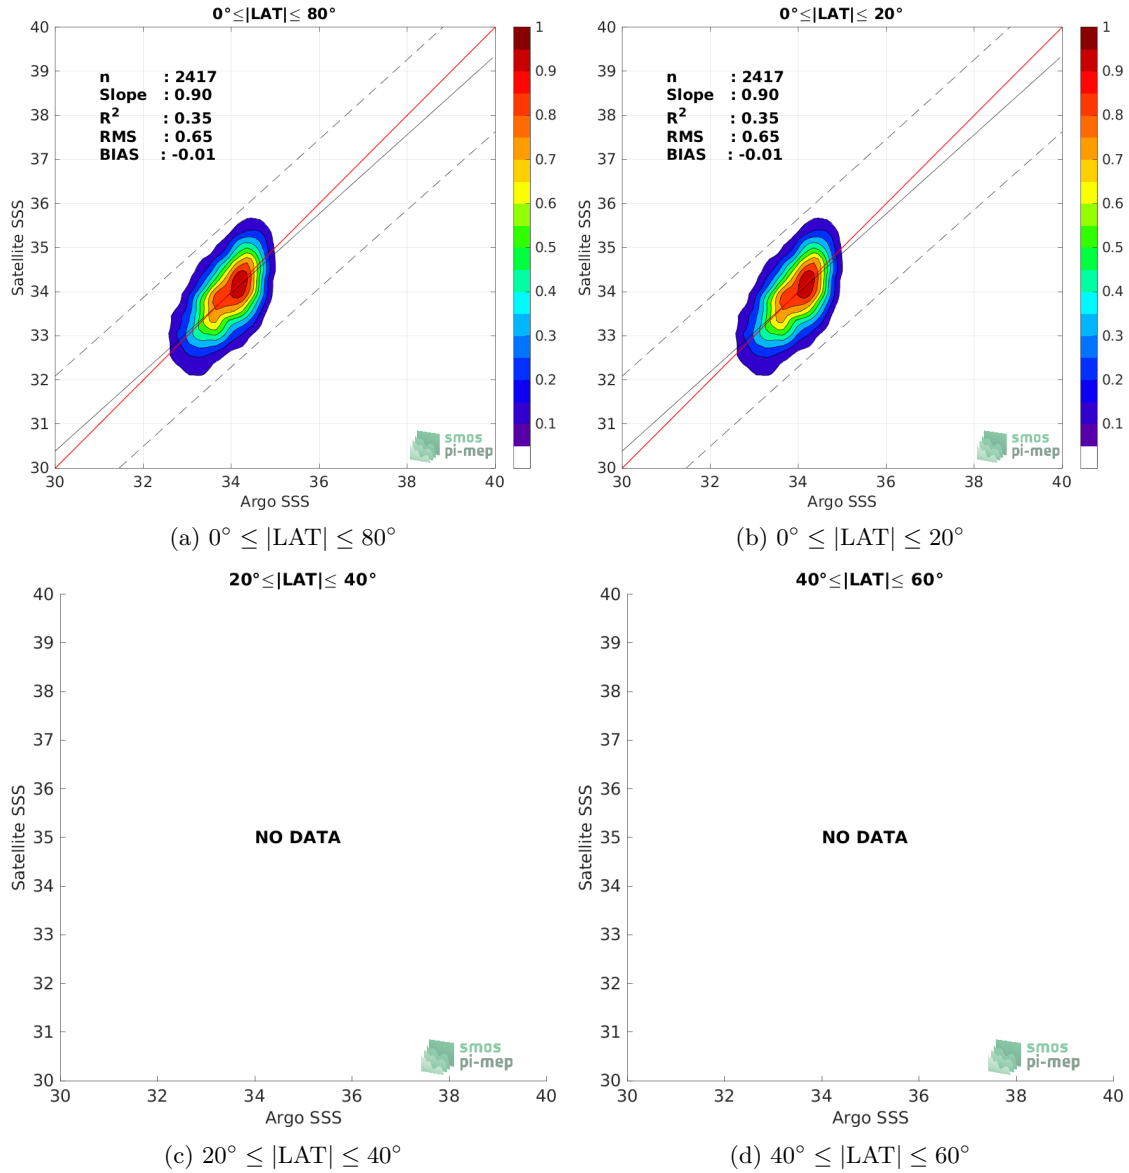 0°≤|LAT|≤ 80°
40
39
38
37
36
35
34
33
32
31
30
30 32 34 36 38 40
Satellite SSS
Argo SSS
n : 2417
Slope : 0.90
R² : 0.35
RMS : 0.65
BIAS : -0.01
1
0.9
0.8
0.7
0.6
0.5
0.4
0.3
0.2
0.1
smos
pi-mep
(a) 0° ≤ |LAT| ≤ 80°
0°≤|LAT|≤ 20°
40
39
38
37
36
35
34
33
32
31
30
30 32 34 36 38 40
Satellite SSS
Argo SSS
n : 2417
Slope : 0.90
R² : 0.35
RMS : 0.65
BIAS : -0.01
1
0.9
0.8
0.7
0.6
0.5
0.4
0.3
0.2
0.1
smos
pi-mep
(b) 0° ≤ |LAT| ≤ 20°
20°≤|LAT|≤ 40°
40
39
38
37
36
35
34
33
32
31
30
30 32 34 36 38 40
Satellite SSS
Argo SSS
NO DATA
smos
pi-mep
(c) 20° ≤ |LAT| ≤ 40°
40°≤|LAT|≤ 60°
40
39
38
37
36
35
34
33
32
31
30
30 32 34 36 38 40
Satellite SSS
Argo SSS
NO DATA
smos
pi-mep
(d) 40° ≤ |LAT| ≤ 60°